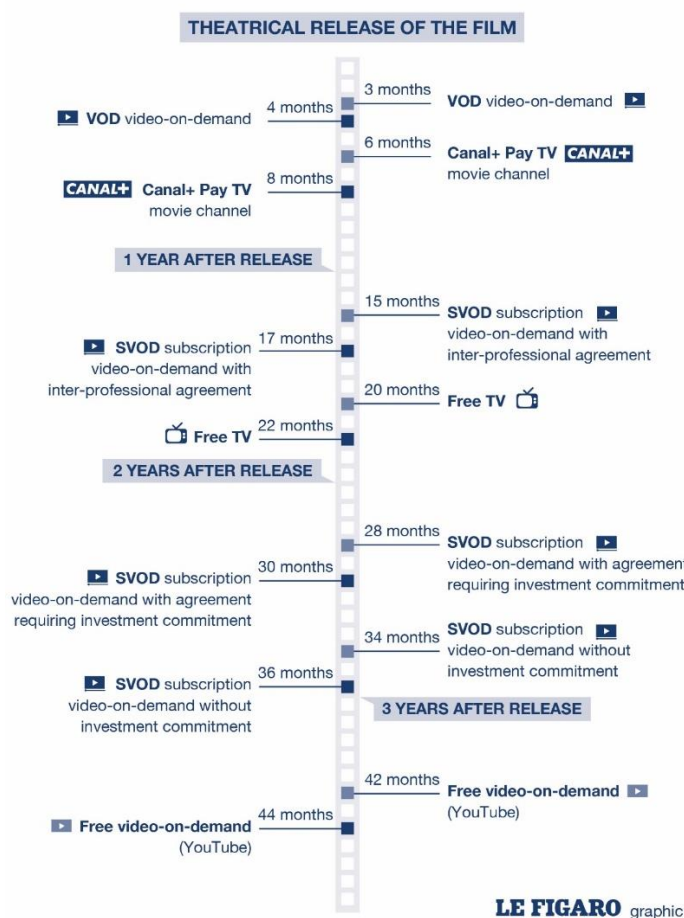 THEATRICAL RELEASE OF THE FILM
3 months
VOD video-on-demand
4 months
VOD video-on-demand
6 months
Canal+ Pay TV CANAL+
movie channel
8 months
CANAL+ Canal+ Pay TV
movie channel
1 YEAR AFTER RELEASE
15 months
SVOD subscription
video-on-demand with
inter-professional agreement
17 months
SVOD subscription
video-on-demand with
inter-professional agreement
20 months
Free TV
22 months
Free TV
2 YEARS AFTER RELEASE
28 months
SVOD subscription
video-on-demand with agreement
requiring investment commitment
30 months
SVOD subscription
video-on-demand with agreement
requiring investment commitment
34 months
SVOD subscription
video-on-demand without
investment commitment
36 months
SVOD subscription
video-on-demand without
investment commitment
3 YEARS AFTER RELEASE
42 months
Free video-on-demand
(YouTube)
44 months
Free video-on-demand
(YouTube)
LE FIGARO graphic